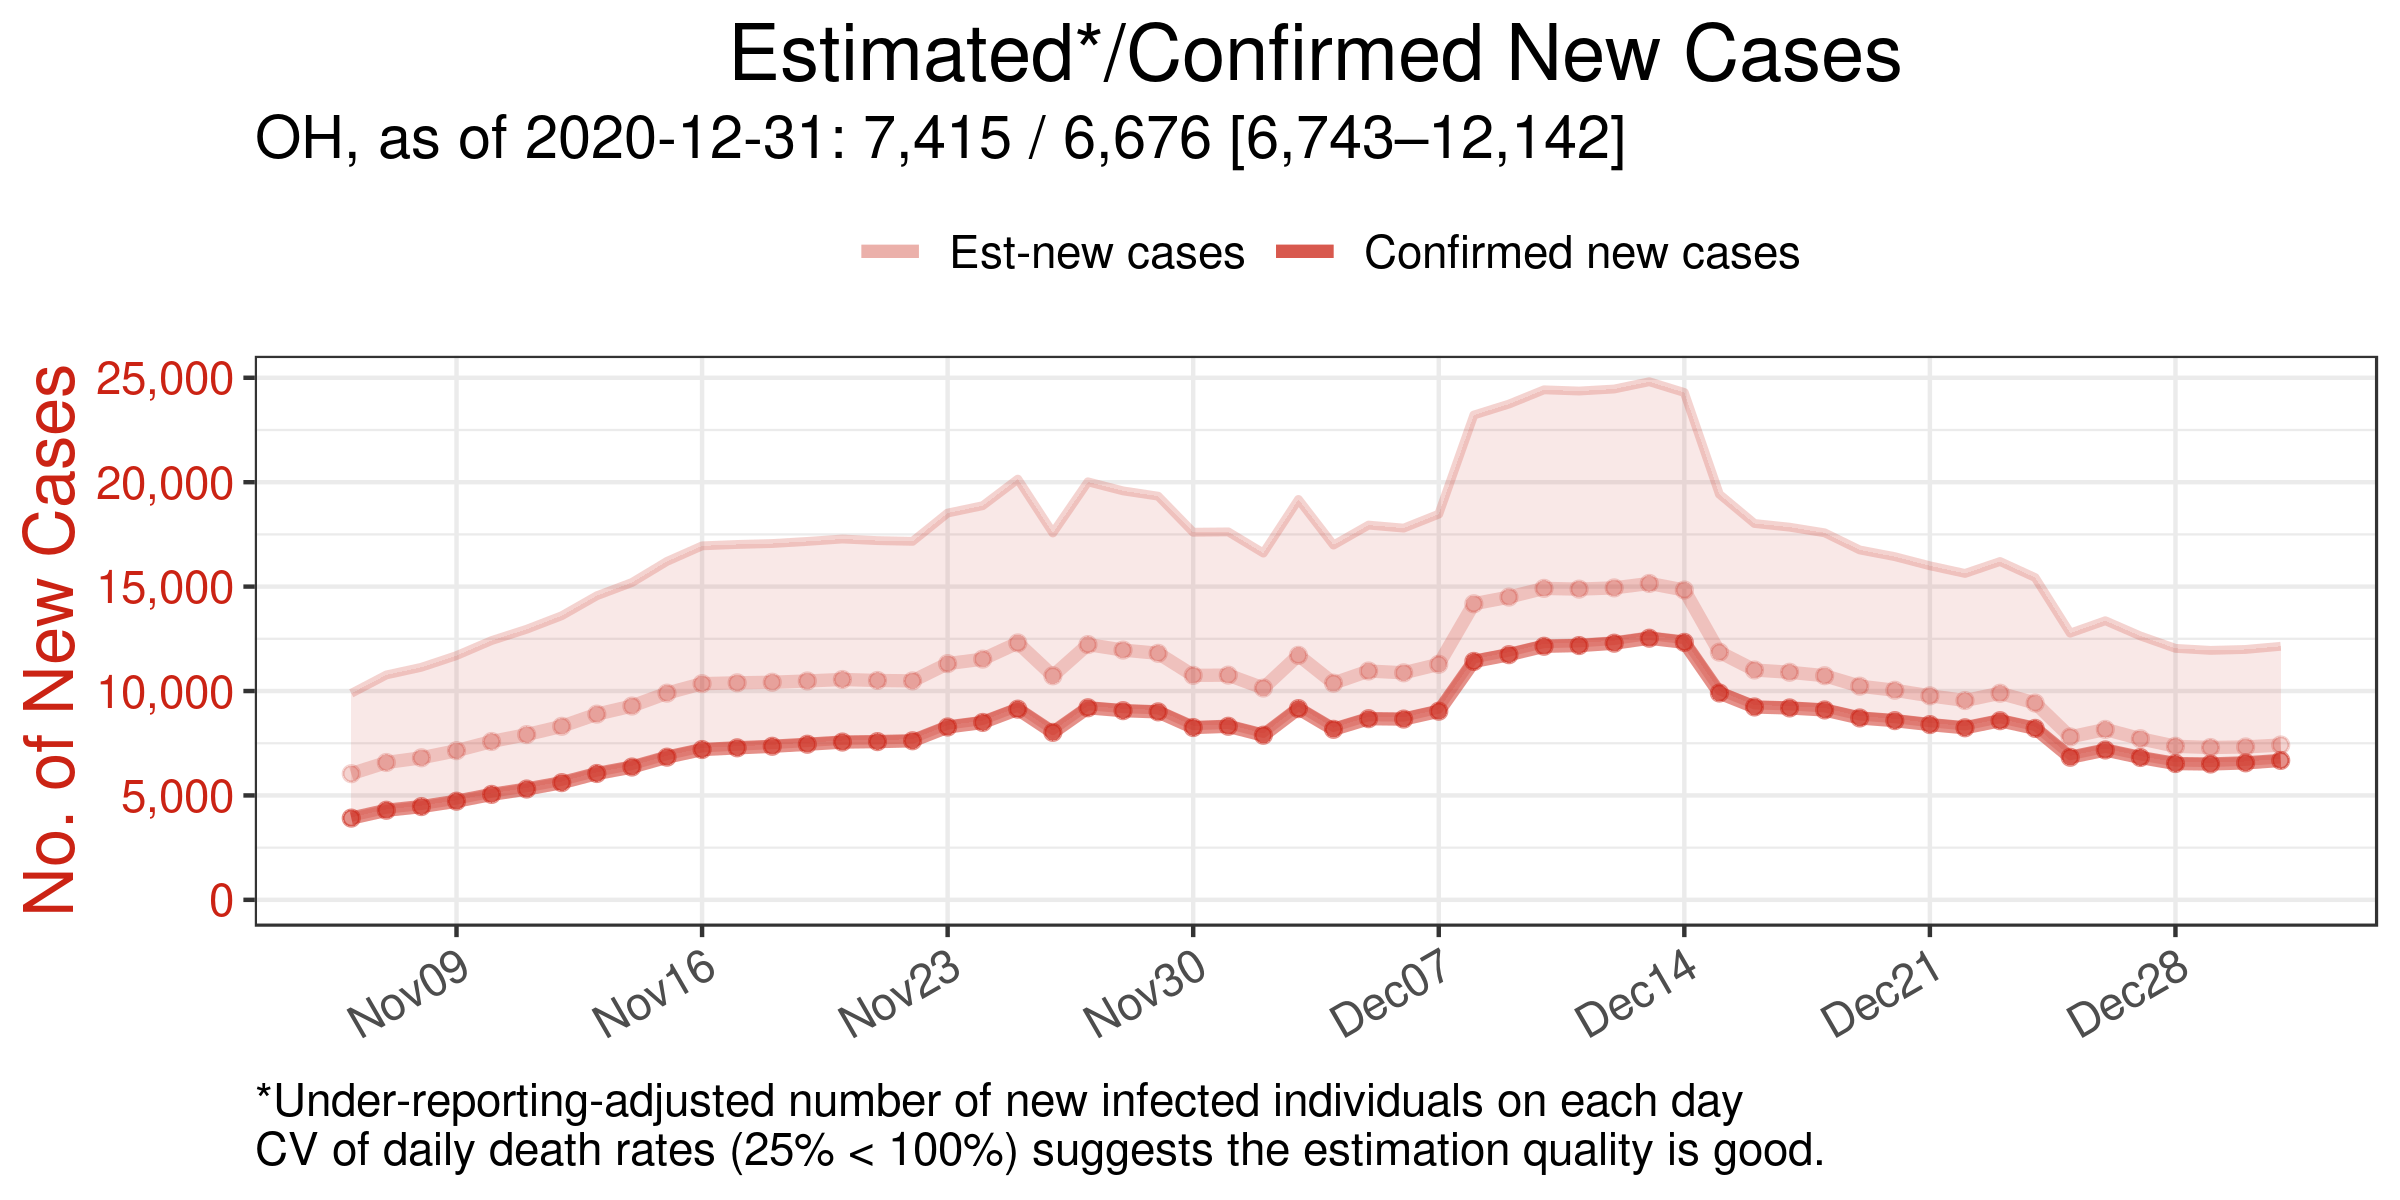 Estimated*/Confirmed New Cases
OH, as of 2020-12-31: 7,415 / 6,676 [6,743–12,142]
Est-new cases Confirmed new cases
No. of New Cases
25,000
20,000
15,000
10,000
5,000
0
Nov09 Nov16 Nov23 Nov30 Dec07 Dec14 Dec21 Dec28
*Under-reporting-adjusted number of new infected individuals on each day
CV of daily death rates (25% < 100%) suggests the estimation quality is good.